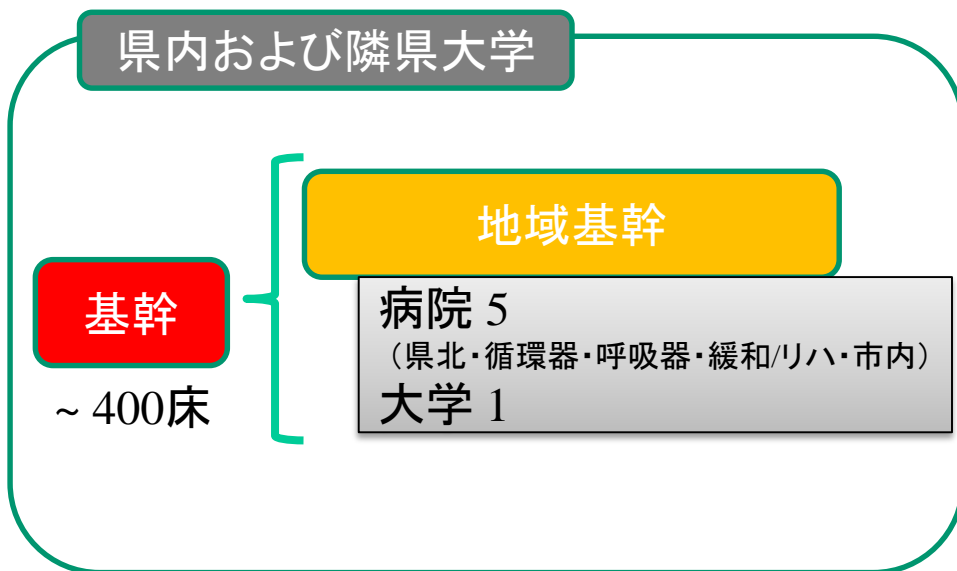 県内および隣県大学
地域基幹
基幹
病院 5
（県北・循環器・呼吸器・緩和/リハ・市内）
大学 1
~ 400床